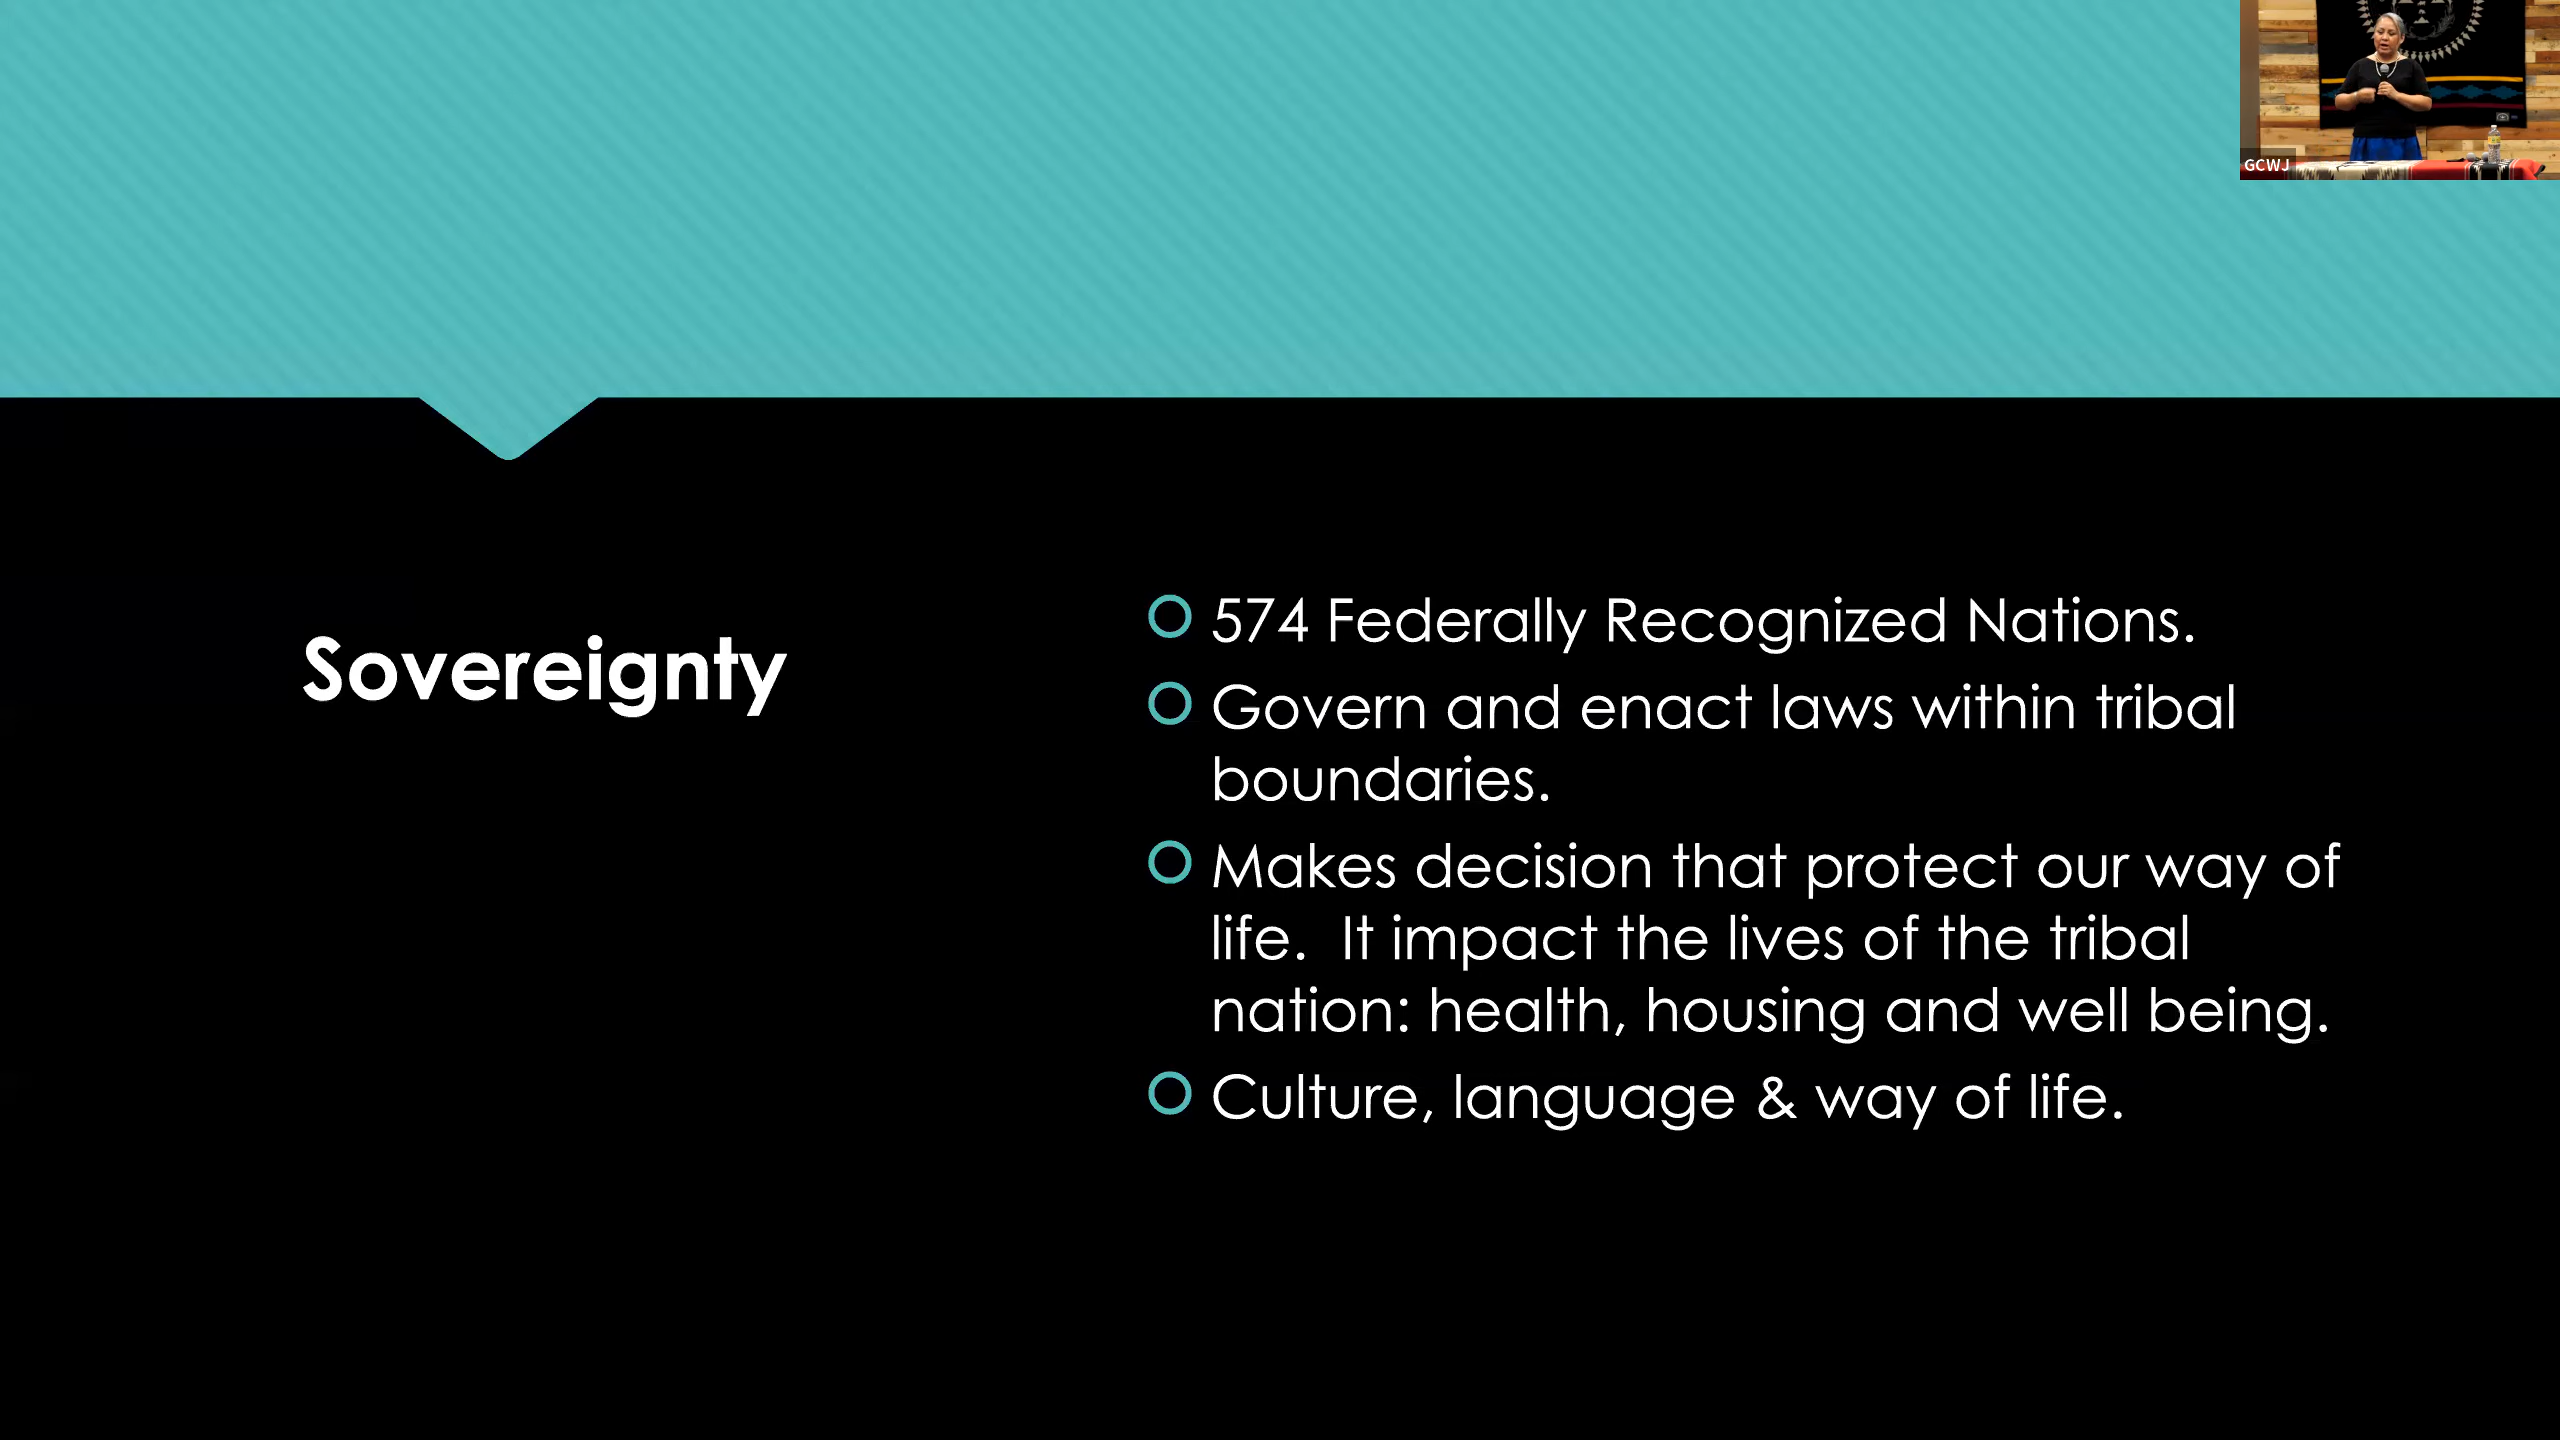 GCWJ
Sovereignty
574 Federally Recognized Nations.
Govern and enact laws within tribal
boundaries.
Makes decision that protect our way of
life.  It impact the lives of the tribal
nation: health, housing and well being.
Culture, language & way of life.